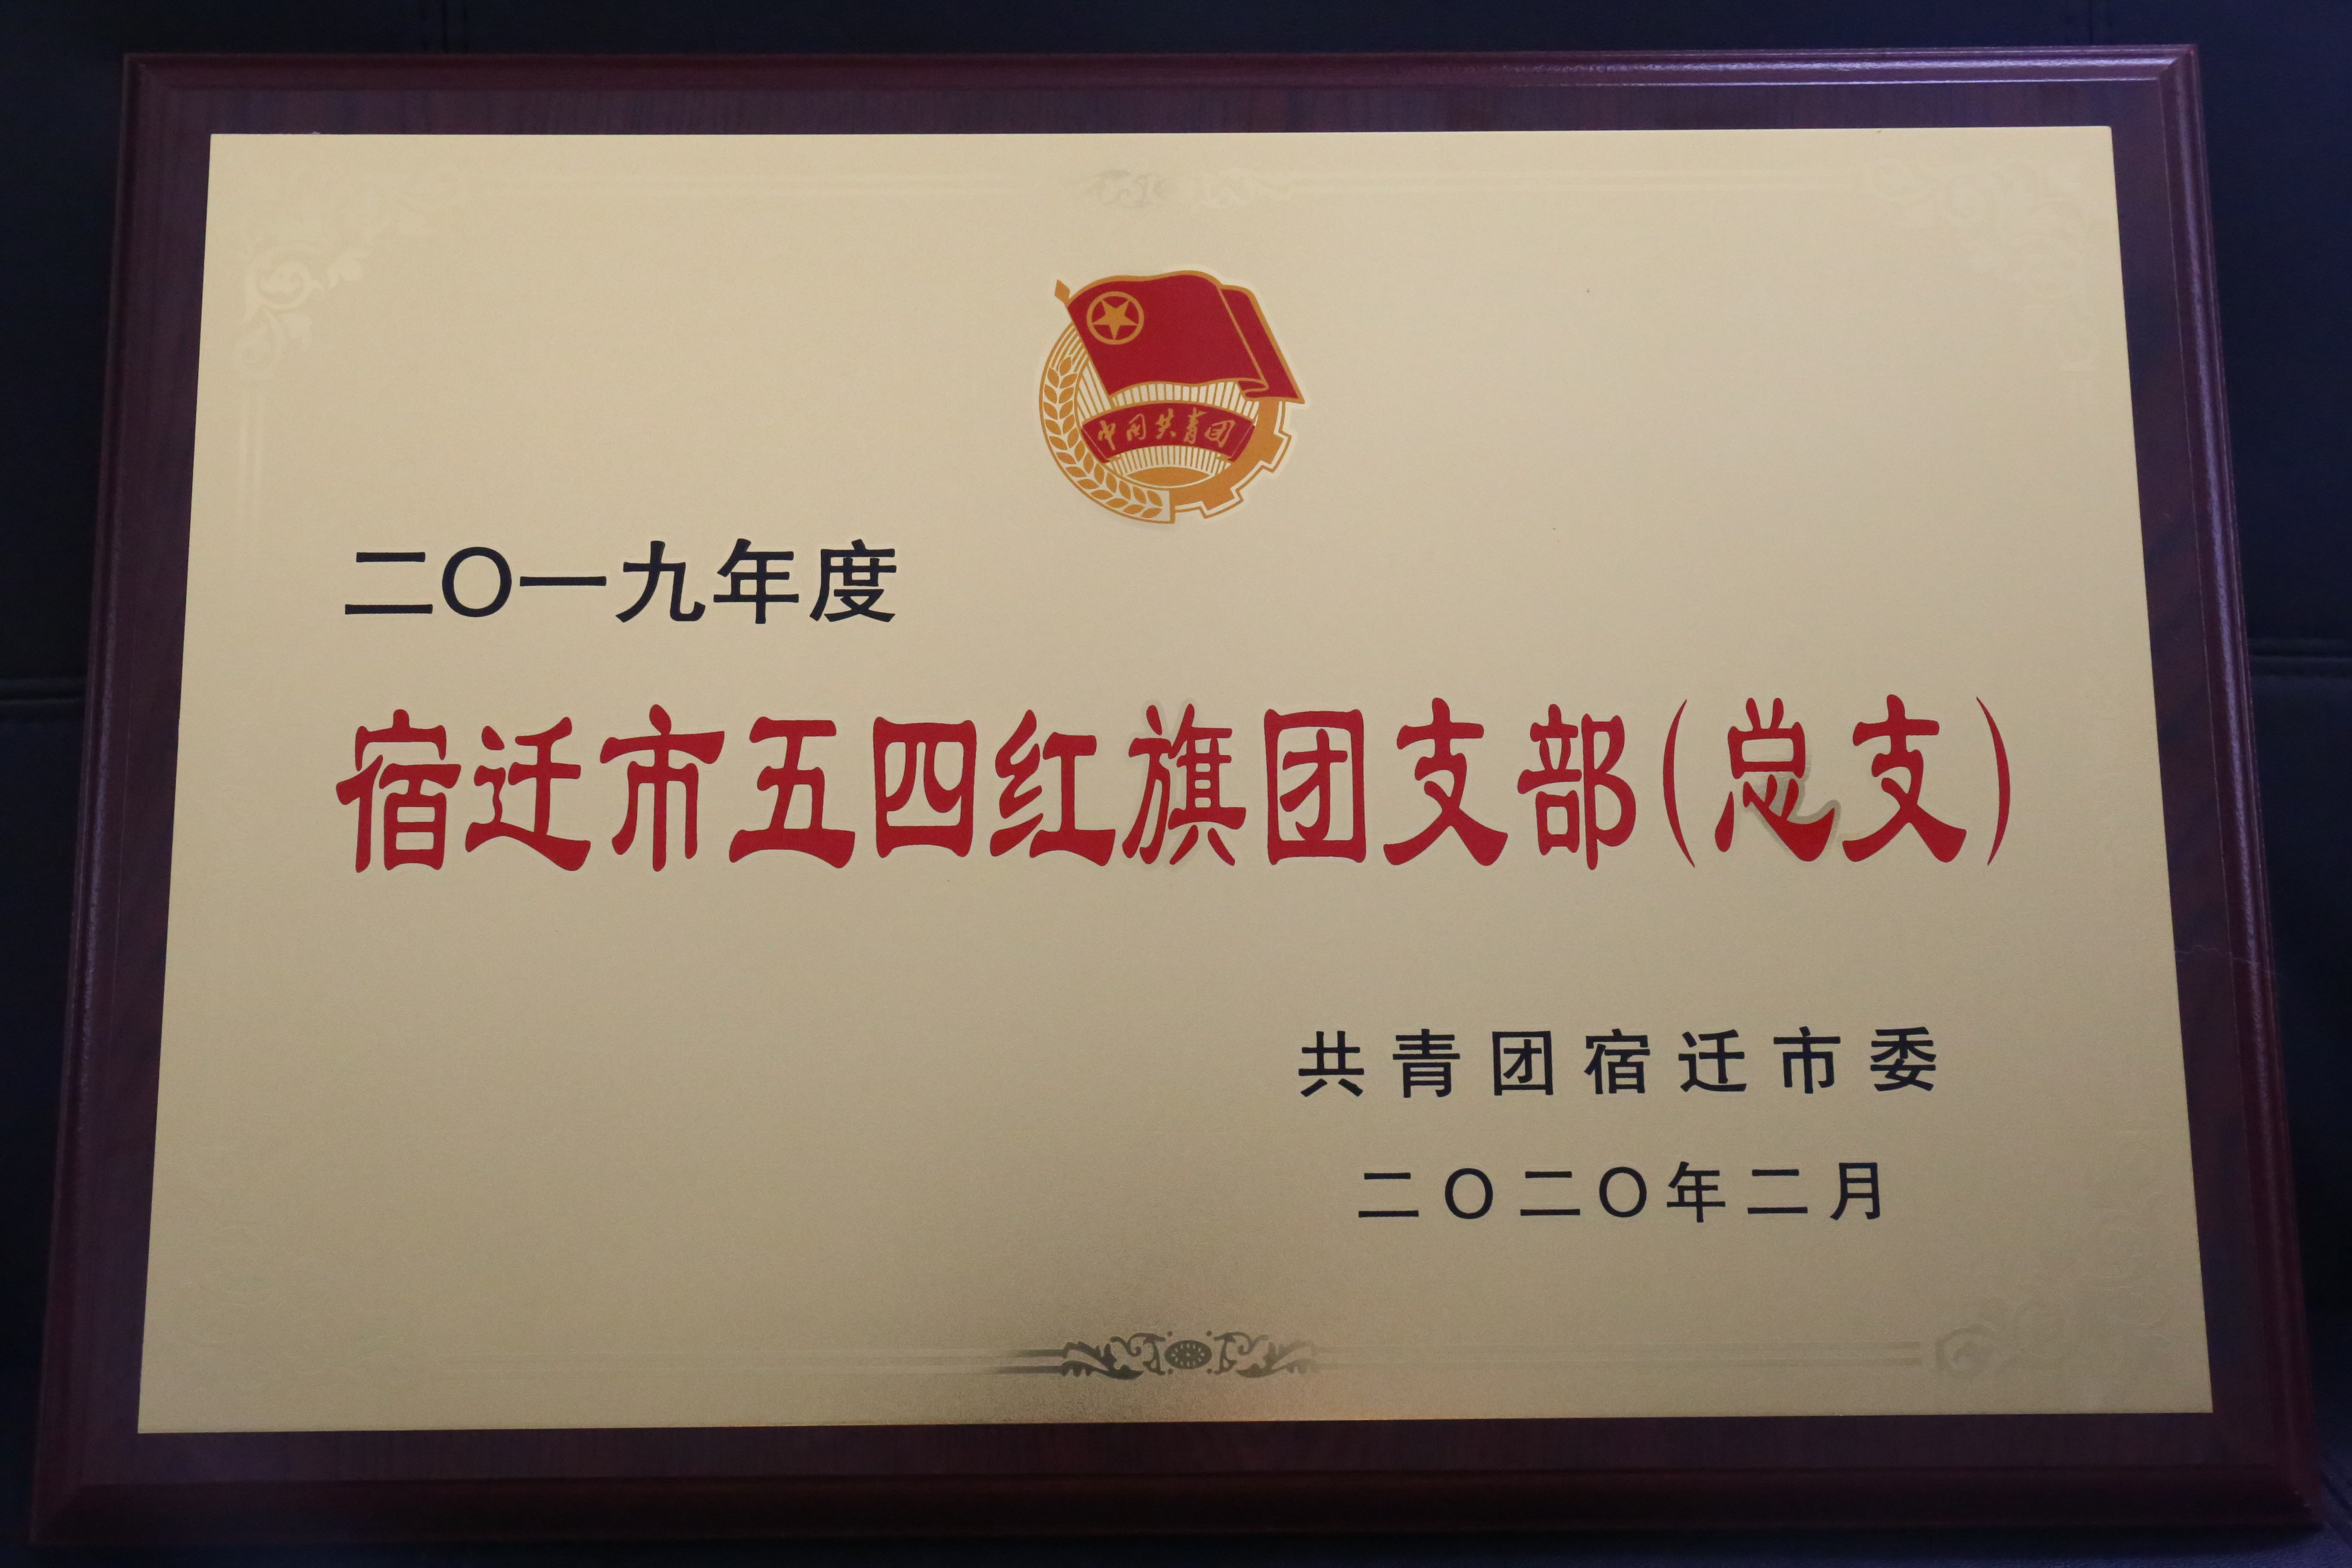 中国共青团
二〇一九年度
宿迁市五四红旗团支部(总支)
共青团宿迁市委
二〇二〇年二月